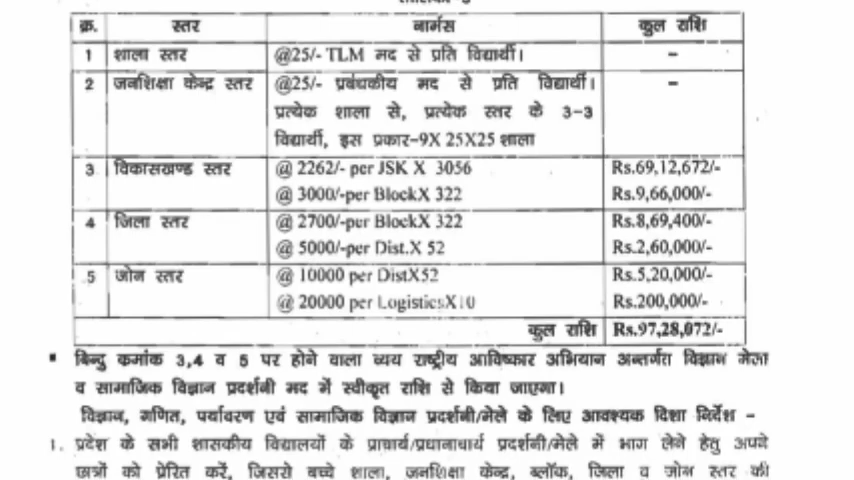 क्र. स्तर नार्मस कुल राशि
1 शाला स्तर @25/- TLM मद से प्रति विद्यार्थी। –
2 जनशिक्षा केन्द्र स्तर @25/- प्रबंधकीय मद से प्रति विद्यार्थी। –
प्रत्येक शाला से, प्रत्येक स्तर के 3-3
विद्यार्थी, इस प्रकार-9X 25X25 शाला
3 विकासखण्ड स्तर @ 2262/- per JSK X 3056 Rs.69,12,672/-
@ 3000/-per BlockX 322 Rs.9,66,000/-
4 जिला स्तर @ 2700/-per BlockX 322 Rs.8,69,400/-
@ 5000/-per Dist.X 52 Rs.2,60,000/-
5 जोन स्तर @ 10000 per DistX52 Rs.5,20,000/-
@ 20000 per LogisticsX10 Rs.200,000/-
कुल राशि Rs.97,28,072/-
▪ बिन्दु कमांक 3,4 व 5 पर होने वाला व्यय राष्ट्रीय आविष्कार अभियान अन्तर्गत विज्ञान मेला
व सामाजिक विज्ञान प्रदर्शनी मद में स्वीकृत राशि से किया जाएगा।
विज्ञान, गणित, पर्यावरण एवं सामाजिक विज्ञान प्रदर्शनी/मेले के लिए आवश्यक दिशा निर्देश –
1. प्रदेश के सभी शासकीय विद्यालयों के प्राचार्य/प्रधानाचार्य प्रदर्शनी/मेले में भाग लेने हेतु अपने
छात्रों को प्रेरित करें, जिससे बच्चे शाला, जनशिक्षा केन्द्र, ब्लॉक, जिला व जोन स्तर की